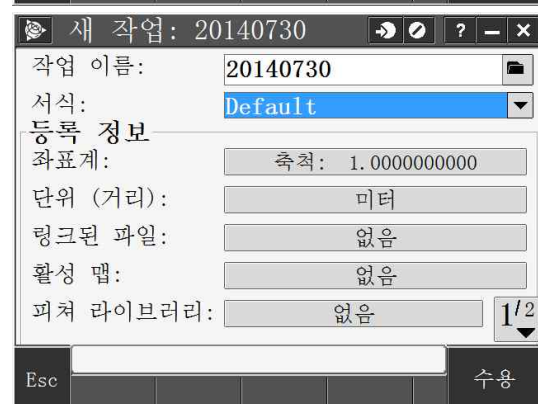 새 작업: 20140730 ? – ×
작업 이름: 20140730
서식: Default
등록 정보
좌표계: 축척: 1.0000000000
단위 (거리): 미터
링크된 파일: 없음
활성 맵: 없음
피쳐 라이브러리: 없음 1/2
Esc 수용